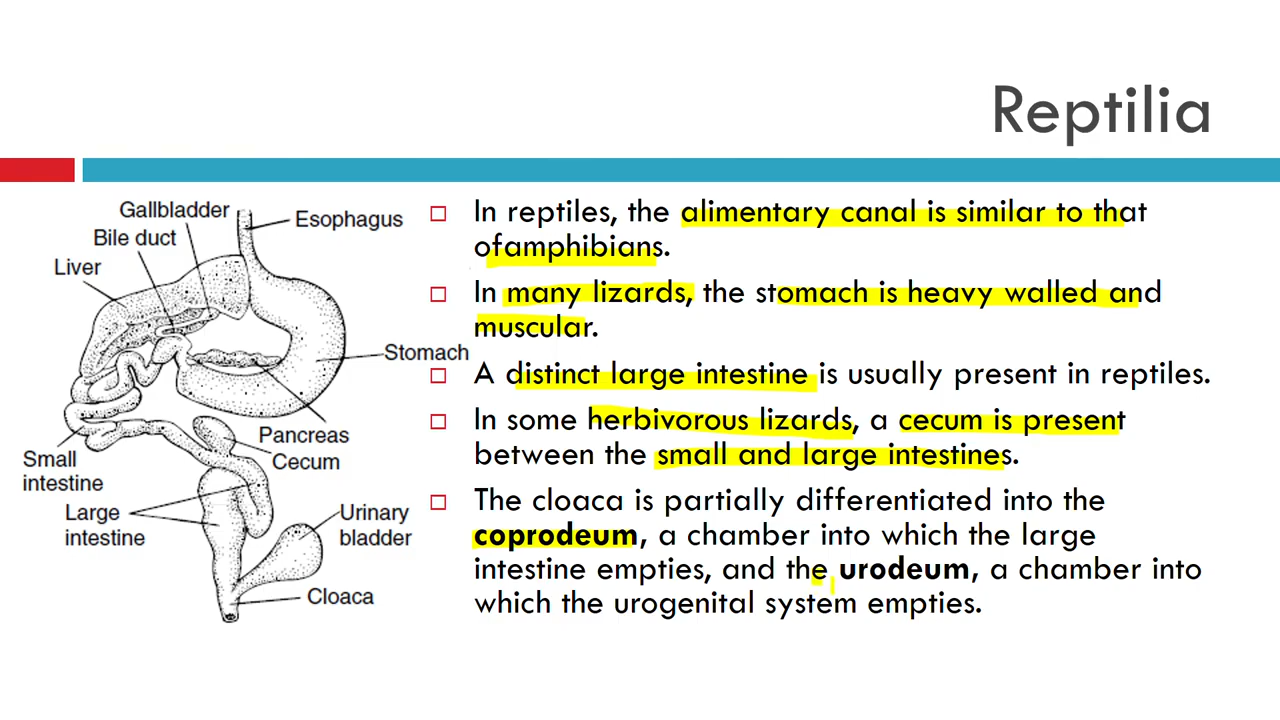 Reptilia
Gallbladder
Esophagus
Bile duct
Liver
Stomach
Pancreas
Cecum
Small
intestine
Large
intestine
Urinary
bladder
Cloaca
In reptiles, the alimentary canal is similar to that
ofamphibians.
In many lizards, the stomach is heavy walled and
muscular.
A distinct large intestine is usually present in reptiles.
In some herbivorous lizards, a cecum is present
between the small and large intestines.
The cloaca is partially differentiated into the
coprodeum, a chamber into which the large
intestine empties, and the urodeum, a chamber into
which the urogenital system empties.